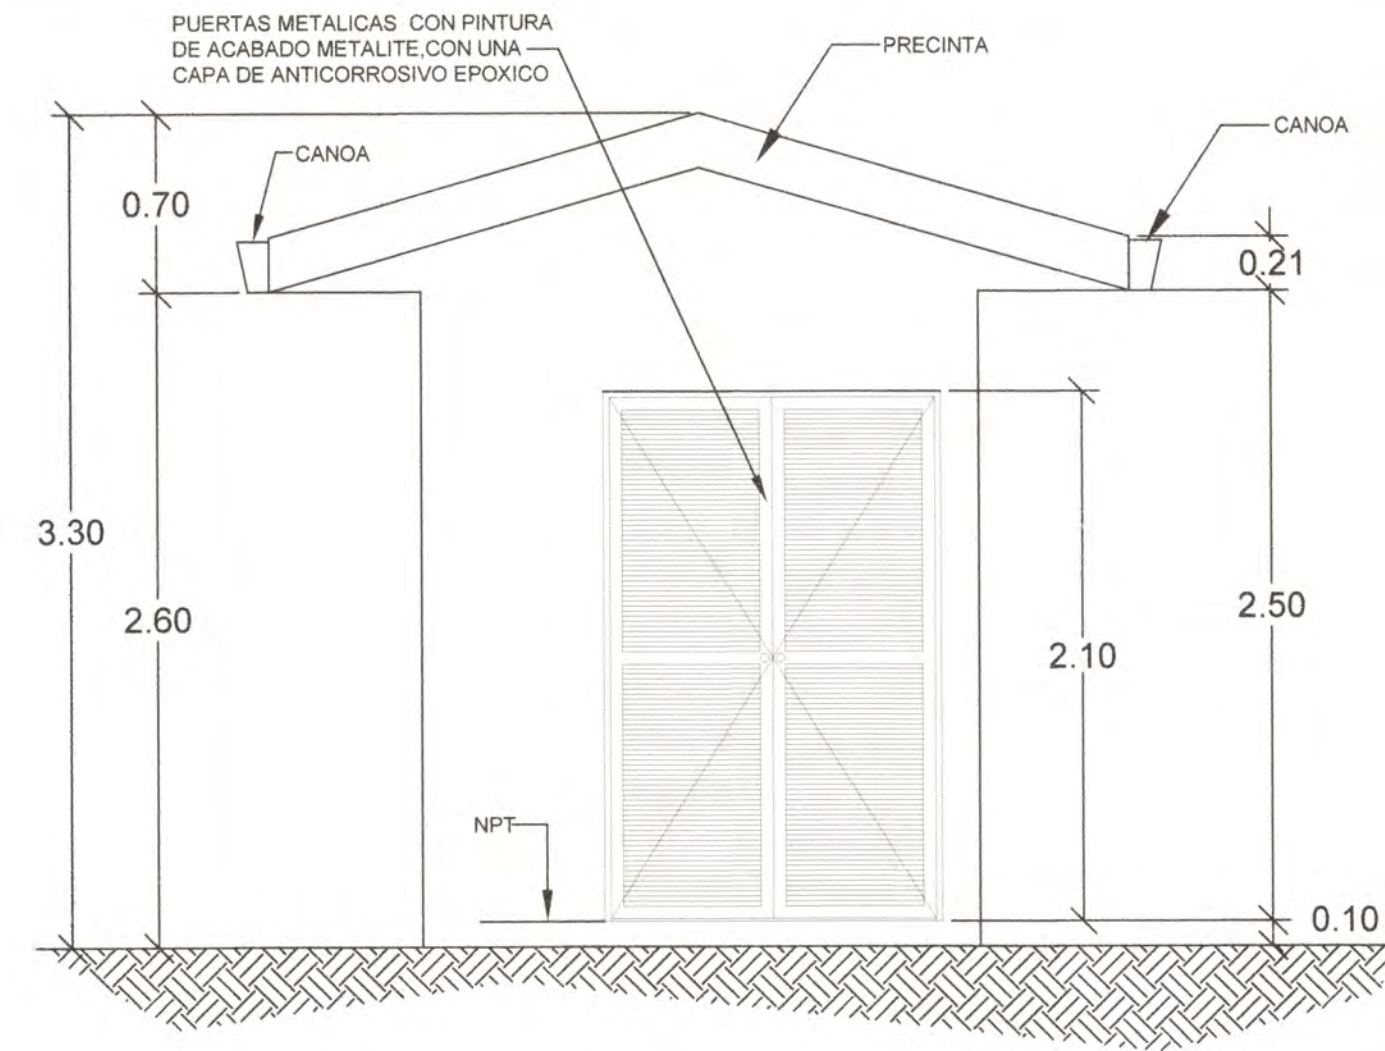 PUERTAS METALICAS CON PINTURA
DE ACABADO METALITE,CON UNA
CAPA DE ANTICORROSIVO EPOXICO
PRECINTA
CANOA
CANOA
0.70
0.21
3.30
2.60
2.50
2.10
NPT
0.10